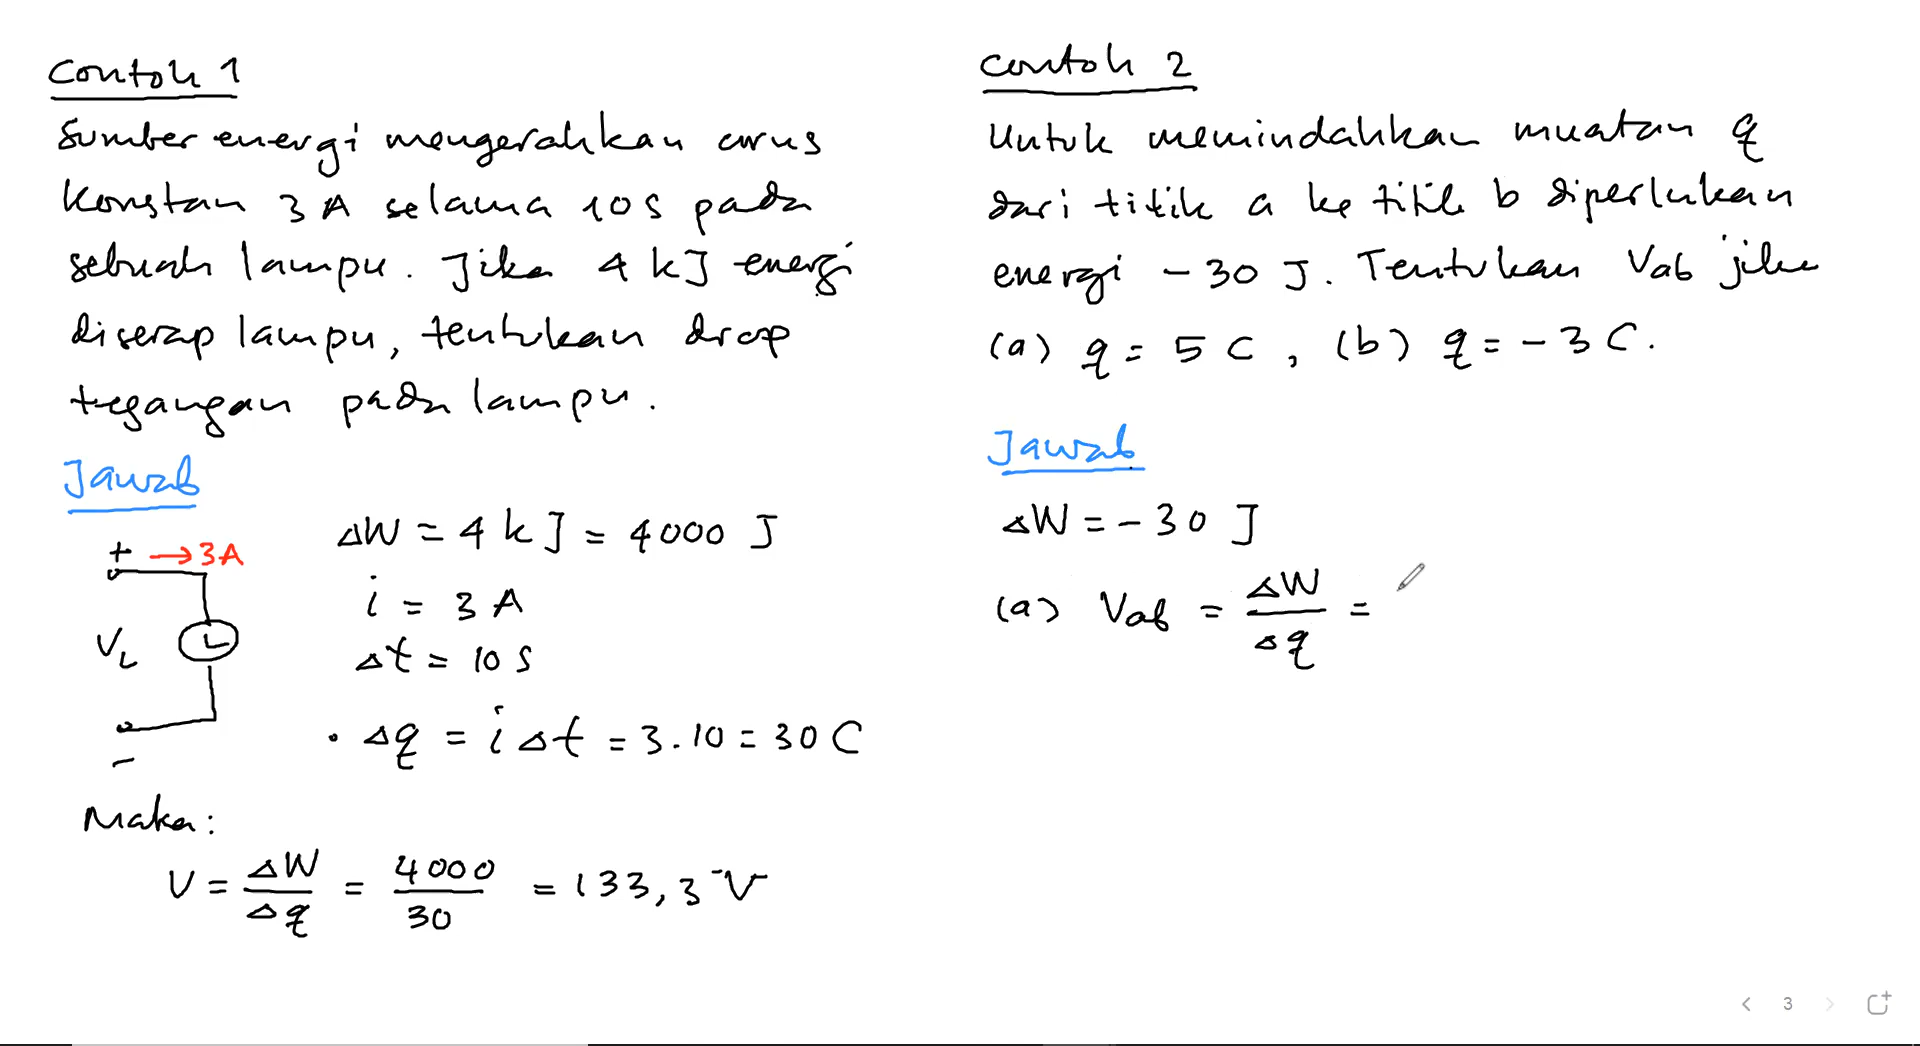 Contoh 1
Sumber energi mengerahkan arus
konstan 3 A selama 10 s pada
sebuah lampu. Jika 4 kJ energi
diserap lampu, tentukan drop
tegangan pada lampu.
Jawab
+ → 3A
V_L
L
−
ΔW = 4 kJ = 4000 J
i = 3 A
Δt = 10 s
• Δq = i Δt = 3 . 10 = 30 C
Maka :
V = ΔW/Δq = 4000/30 = 133,3 V
Contoh 2
Untuk memindahkan muatan q
dari titik a ke titik b diperlukan
energi − 30 J. Tentukan Vab jika
(a) q = 5 C , (b) q = − 3 C .
Jawab
ΔW = − 30 J
(a) Vab = ΔW/Δq =
3